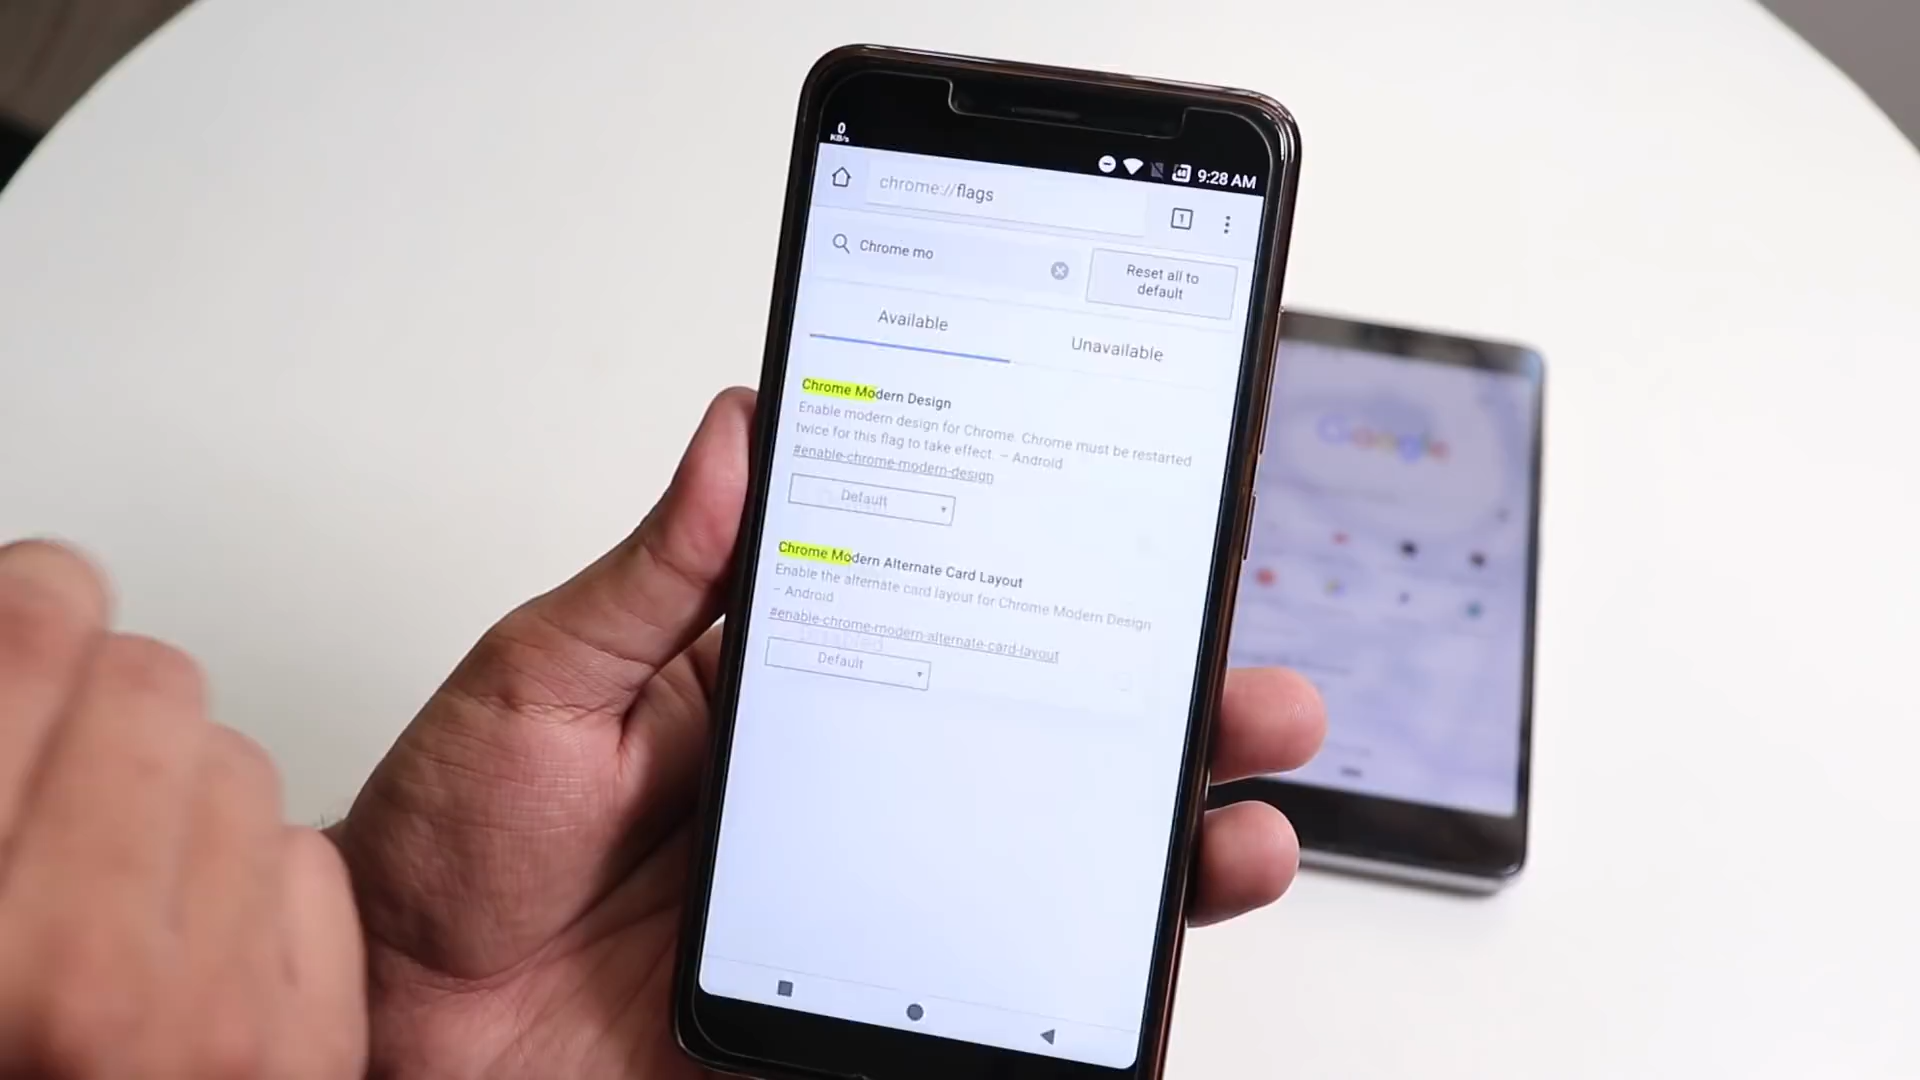 0
KB/s
9:28 AM
chrome://flags
1
Chrome mo
Reset all to
default
Available
Unavailable
Chrome Modern Design
Enable modern design for Chrome. Chrome must be restarted
twice for this flag to take effect. – Android
#enable-chrome-modern-design
Default
Chrome Modern Alternate Card Layout
Enable the alternate card layout for Chrome Modern Design
– Android
#enable-chrome-modern-alternate-card-layout
Default
Google